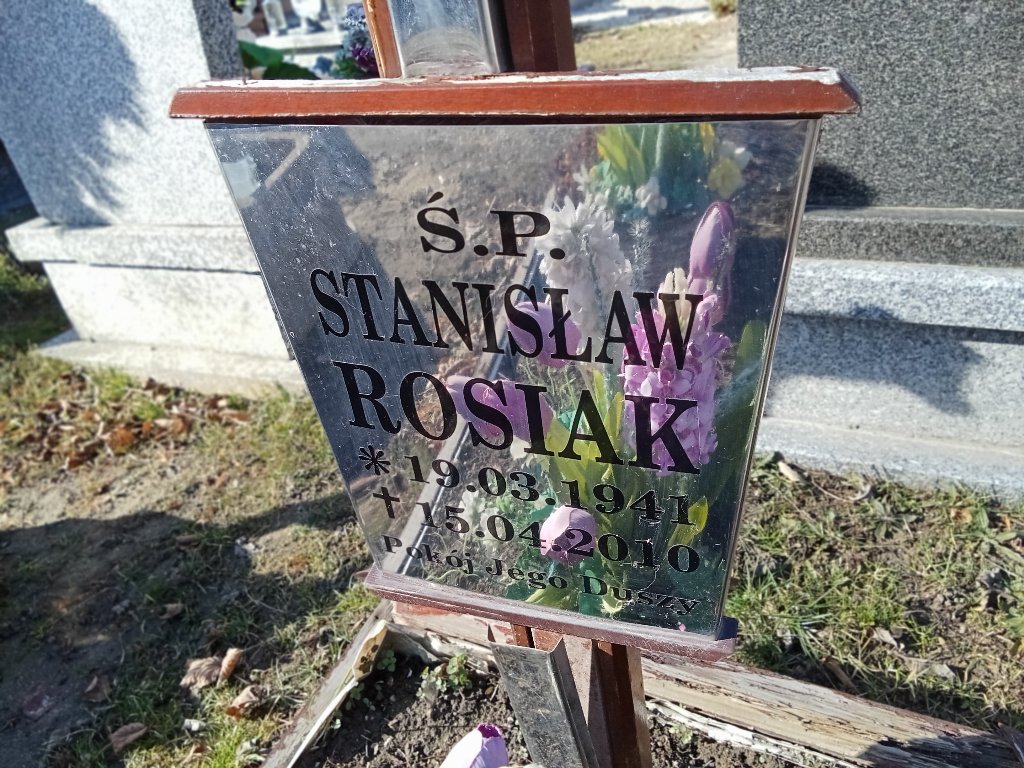 Ś.P.
STANISŁAW
ROSIAK
* 19.03.1941
† 15.04.2010
Pokój Jego Duszy